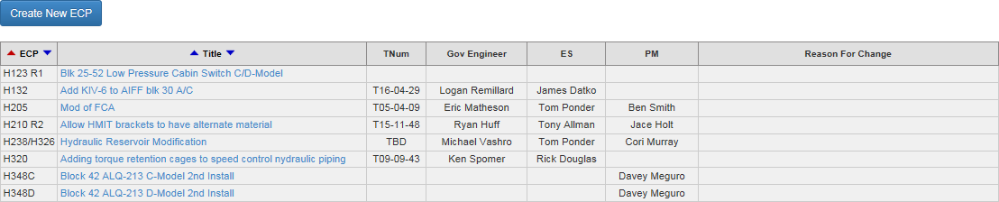 Create New ECP
ECP Title TNum Gov Engineer ES PM Reason For Change
H123 R1 Blk 25-52 Low Pressure Cabin Switch C/D-Model
H132 Add KIV-6 to AIFF blk 30 A/C T16-04-29 Logan Remillard James Datko
H205 Mod of FCA T05-04-09 Eric Matheson Tom Ponder Ben Smith
H210 R2 Allow HMIT brackets to have alternate material T15-11-48 Ryan Huff Tony Allman Jace Holt
H238/H326 Hydraulic Reservoir Modification TBD Michael Vashro Tom Ponder Cori Murray
H320 Adding torque retention cages to speed control nydraulic piping T09-09-43 Ken Spomer Rick Douglas
H348C Block 42 ALQ-213 C-Model 2nd Install Davey Meguro
H348D Block 42 ALQ-213 D-Model 2nd Install Davey Meguro